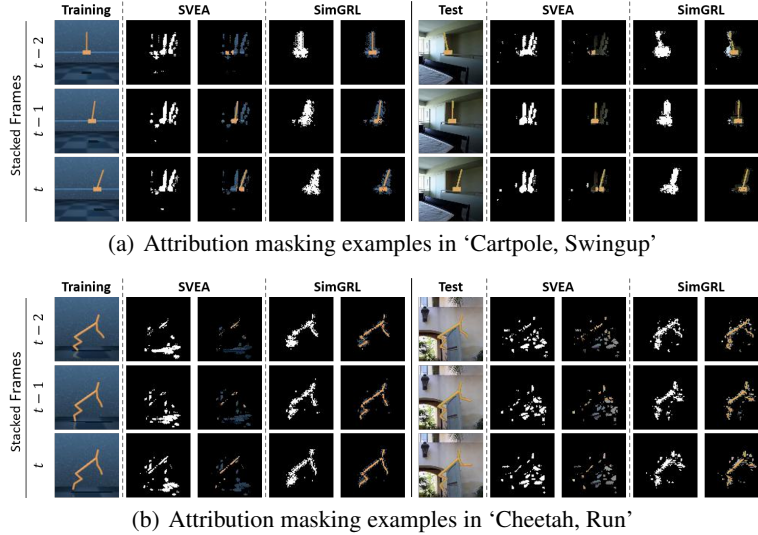 Training SVEA SimGRL Test SVEA SimGRL
Stacked Frames
t − 2
t − 1
t
(a) Attribution masking examples in ‘Cartpole, Swingup’
Training SVEA SimGRL Test SVEA SimGRL
Stacked Frames
t − 2
t − 1
t
(b) Attribution masking examples in ‘Cheetah, Run’